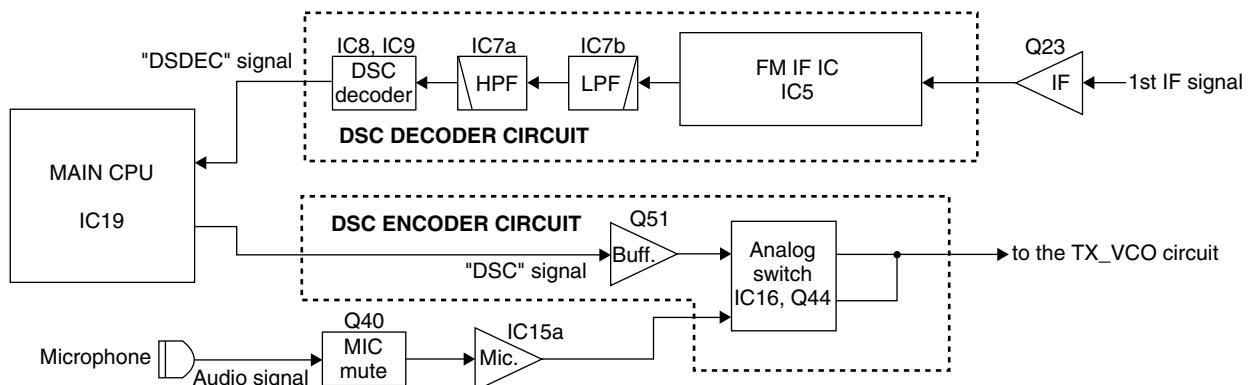 IC8, IC9
IC7a
IC7b
Q23
"DSDEC" signal
DSC
decoder
HPF
LPF
FM IF IC
IC5
IF
1st IF signal
DSC DECODER CIRCUIT
MAIN CPU
IC19
DSC ENCODER CIRCUIT
Q51
Buff.
"DSC" signal
Analog
switch
IC16, Q44
to the TX_VCO circuit
Q40
IC15a
Microphone
Audio signal
MIC
mute
Mic.